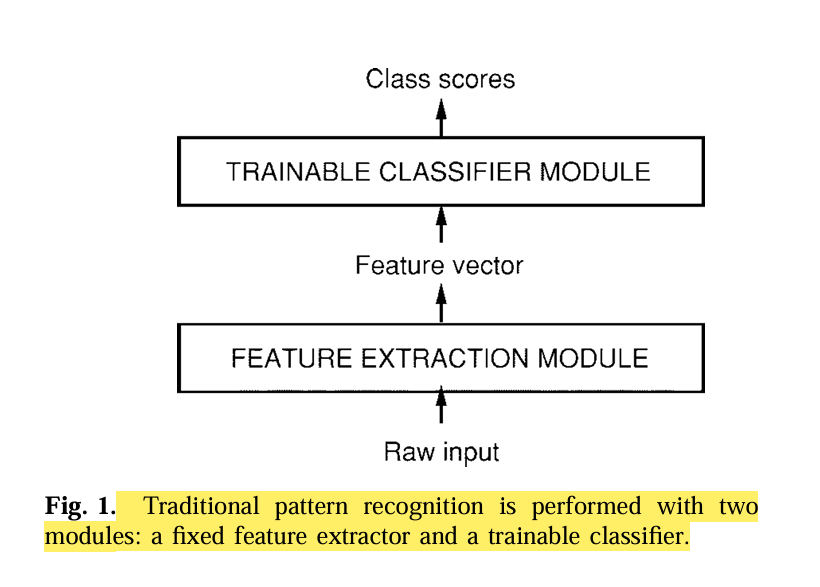 Class scores
TRAINABLE CLASSIFIER MODULE
Feature vector
FEATURE EXTRACTION MODULE
Raw input
Fig. 1. Traditional pattern recognition is performed with two
modules: a fixed feature extractor and a trainable classifier.